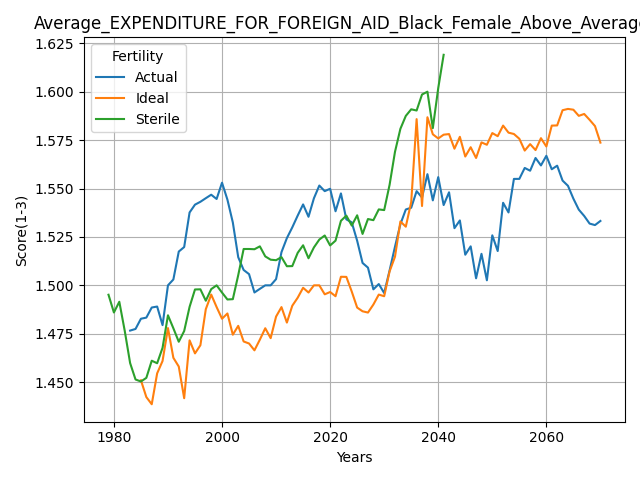 Average_EXPENDITURE_FOR_FOREIGN_AID_Black_Female_Above_Average
Fertility
Actual
Ideal
Sterile
Score(1-3)
1.625
1.600
1.575
1.550
1.525
1.500
1.475
1.450
1980 2000 2020 2040 2060
Years